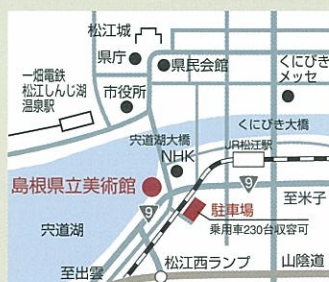 松江城
県庁
県民会館
くにびき
メッセ
一畑電鉄
松江しんじ湖
温泉駅
市役所
くにびき大橋
宍道湖大橋
JR松江駅
NHK
島根県立美術館
9
9
至米子
駐車場
乗用車230台収容可
宍道湖
至出雲
松江西ランプ
山陰道